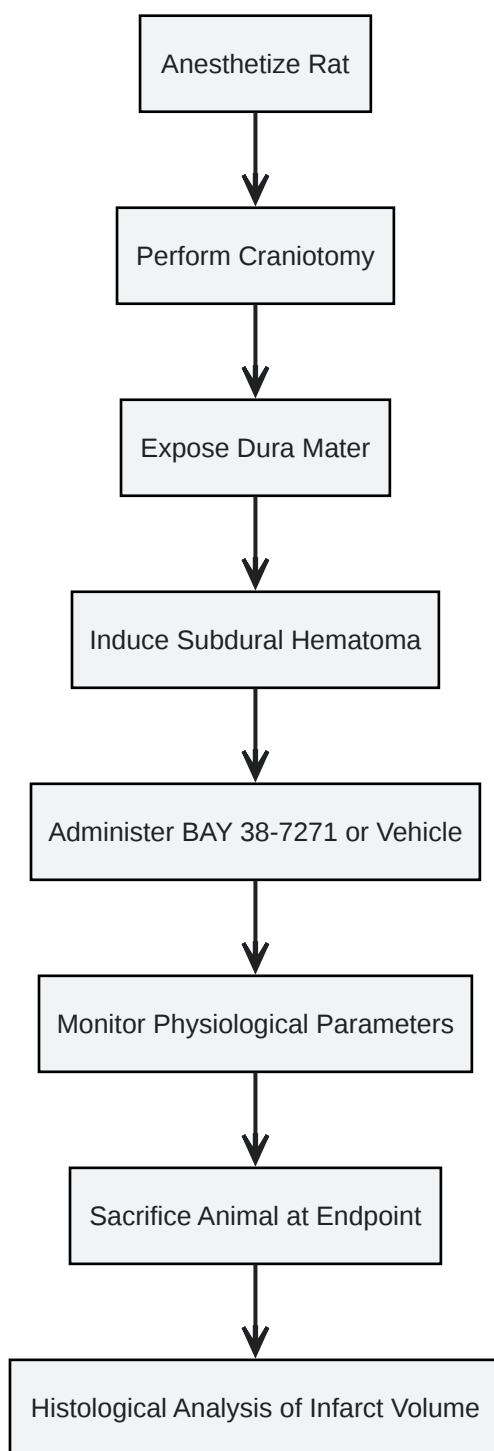 Anesthetize Rat
Perform Craniotomy
Expose Dura Mater
Induce Subdural Hematoma
Administer BAY 38-7271 or Vehicle
Monitor Physiological Parameters
Sacrifice Animal at Endpoint
Histological Analysis of Infarct Volume